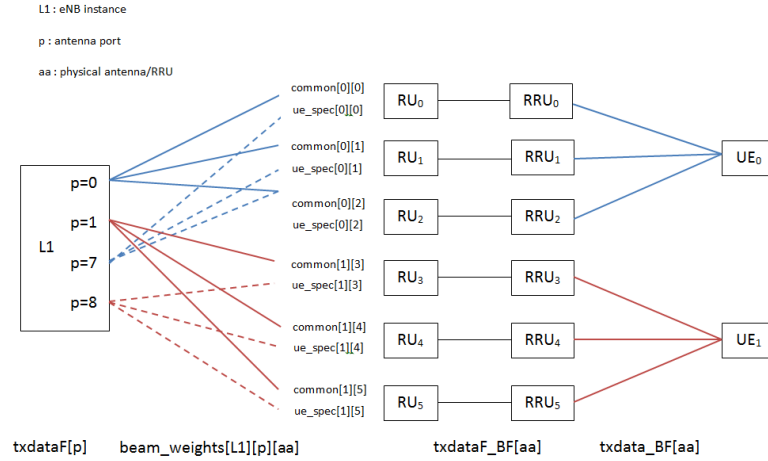 L1 : eNB instance
p : antenna port
aa : physical antenna/RRU
common[0][0]
ue_spec[0][0]
RU0
RRU0
common[0][1]
ue_spec[0][1]
RU1
RRU1
UE0
p=0
common[0][2]
ue_spec[0][2]
RU2
RRU2
p=1
L1
p=7
common[1][3]
ue_spec[1][3]
RU3
RRU3
p=8
common[1][4]
ue_spec[1][4]
RU4
RRU4
UE1
common[1][5]
ue_spec[1][5]
RU5
RRU5
txdataF[p] beam_weights[L1][p][aa] txdataF_BF[aa] txdata_BF[aa]